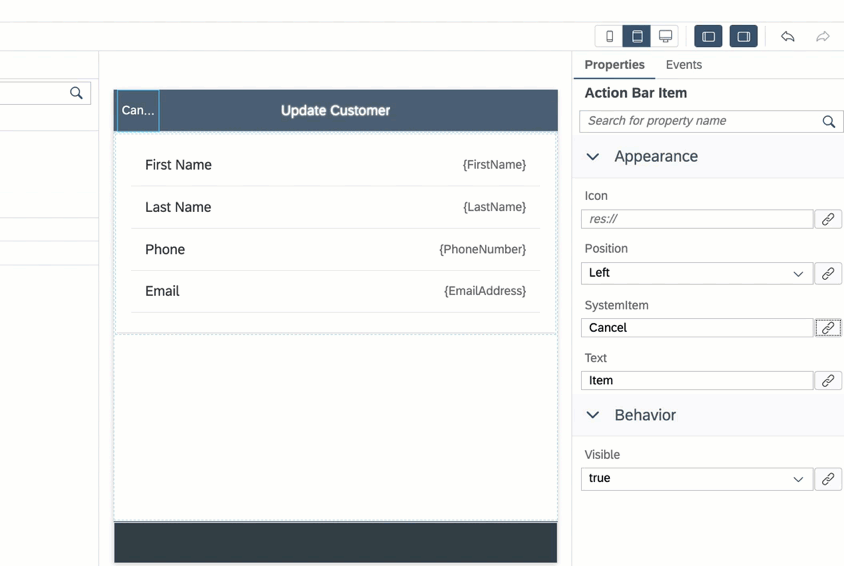 Properties Events
Can... Update Customer
Action Bar Item
Search for property name
Appearance
First Name {FirstName}
Icon
Last Name {LastName}
res://
Phone {PhoneNumber}
Position
Left
Email {EmailAddress}
SystemItem
Cancel
Text
Item
Behavior
Visible
true